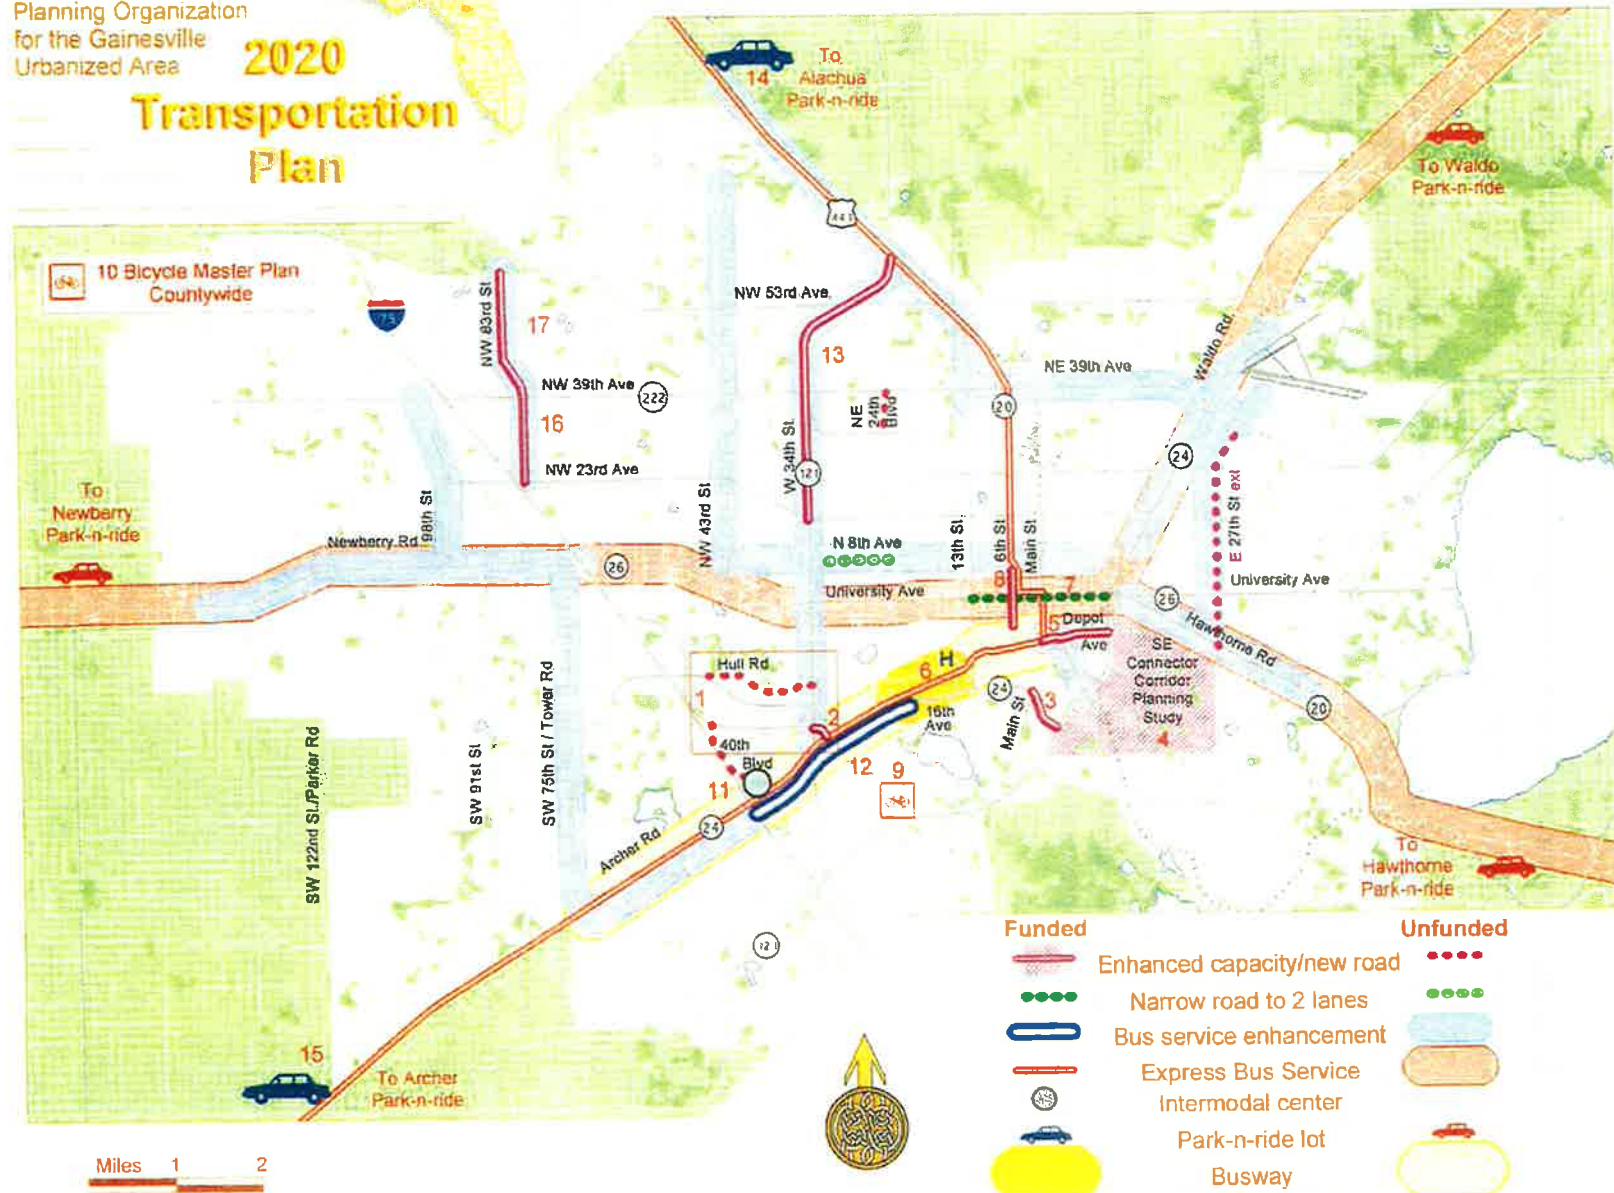 Planning Organization
for the Gainesville
Urbanized Area
2020
Transportation
Plan
10 Bicycle Master Plan
Countywide
75
14
To
Alachua
Park-n-ride
441
To Waldo
Park-n-ride
NW 83rd St
17
NW 39th Ave
222
16
NW 23rd Ave
NW 53rd Ave
13
NE
24th
Blvd
W 34th St
121
NE 39th Ave
20
Waldo Rd
24
E 27th St ext
To
Newberry
Park-n-ride
98th St
Newberry Rd
26
NW 43rd St
N 8th Ave
13th St
6th St
Main St
8
7
University Ave
University Ave
26
Hawthorne Rd
5
Depot
Ave
SE
Connector
Corridor
Planning
Study
4
20
Hull Rd
1
40th
Blvd
2
6
H
24
16th
Ave
Main St
3
11
12
9
24
Archer Rd
SW 122nd St./Parker Rd
SW 91st St
SW 75th St / Tower Rd
121
To
Hawthorne
Park-n-ride
15
To Archer
Park-n-ride
Miles 1 2
Funded
Unfunded
Enhanced capacity/new road
Narrow road to 2 lanes
Bus service enhancement
Express Bus Service
Intermodal center
Park-n-ride lot
Busway